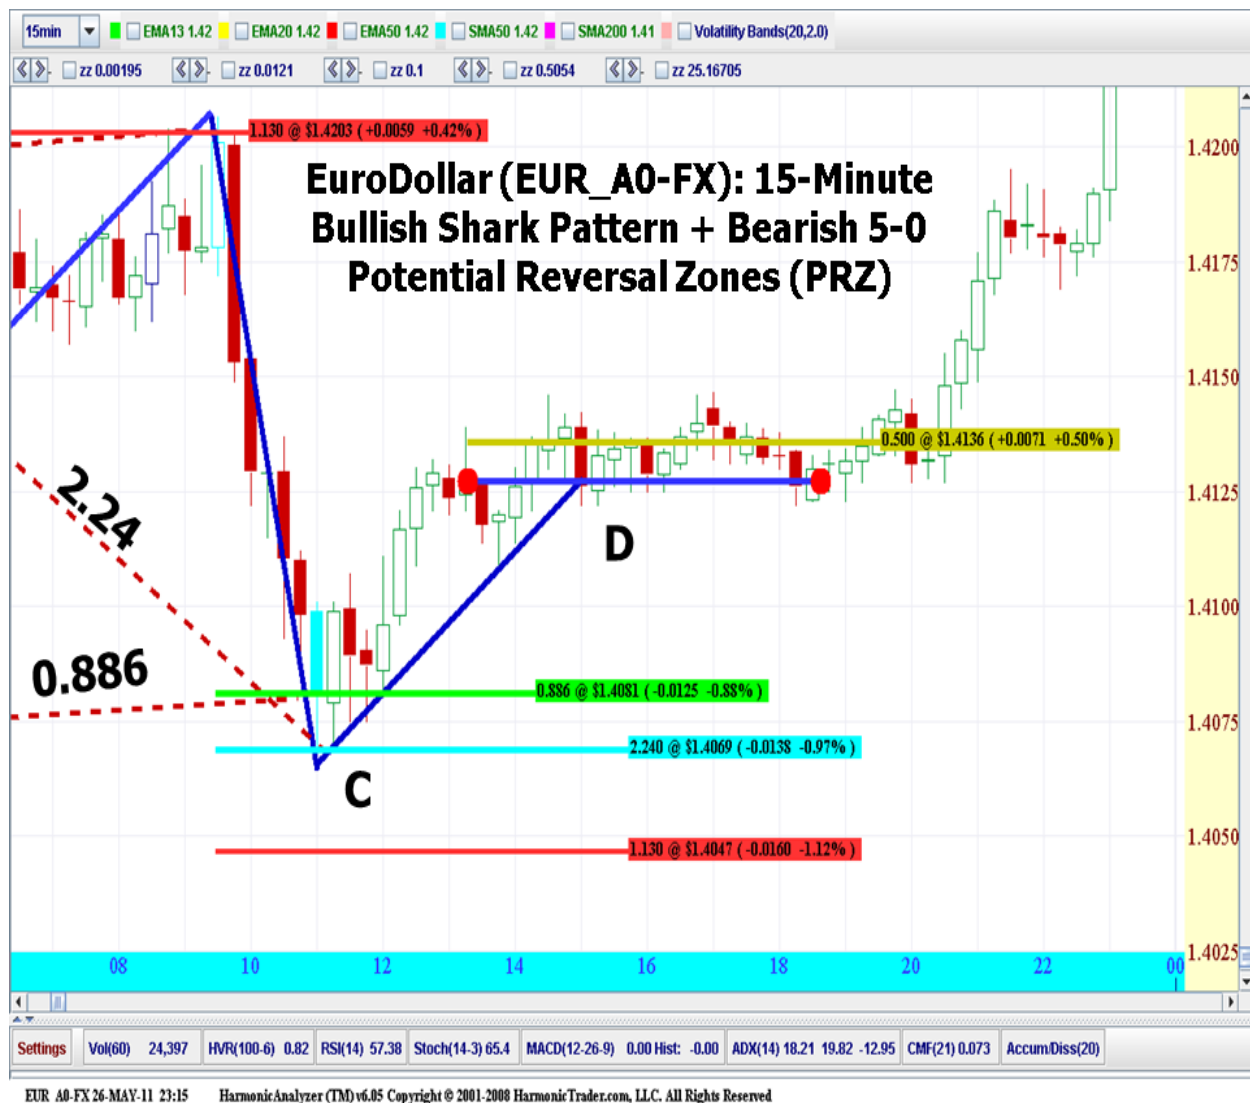 15min EMA13 1.42 EMA20 1.42 EMA50 1.42 SMA50 1.42 SMA200 1.41 Volatility Bands(20,2.0)
zz 0.00195 zz 0.0121 zz 0.1 zz 0.5054 zz 25.16705
1.130 @ $1.4203 ( +0.0059 +0.42% )
1.4200
EuroDollar (EUR_A0-FX): 15-Minute
Bullish Shark Pattern + Bearish 5-0
Potential Reversal Zones (PRZ)
1.4175
1.4150
0.500 @ $1.4136 ( +0.0071 +0.50% )
2.24
1.4125
D
1.4100
0.886
0.886 @ $1.4081 ( -0.0125 -0.88% )
1.4075
2.240 @ $1.4069 ( -0.0138 -0.97% )
C
1.4050
1.130 @ $1.4047 ( -0.0160 -1.12% )
1.4025
08 10 12 14 16 18 20 22 00
Settings Vol(60) 24,397 HVR(100-6) 0.82 RSI(14) 57.38 Stoch(14-3) 65.4 MACD(12-26-9) 0.00 Hist: -0.00 ADX(14) 18.21 19.82 -12.95 CMF(21) 0.073 Accum/Diss(20)
EUR_A0-FX 26-MAY-11 23:15 HarmonicAnalyzer (TM) v6.05 Copyright © 2001-2008 HarmonicTrader.com, LLC. All Rights Reserved